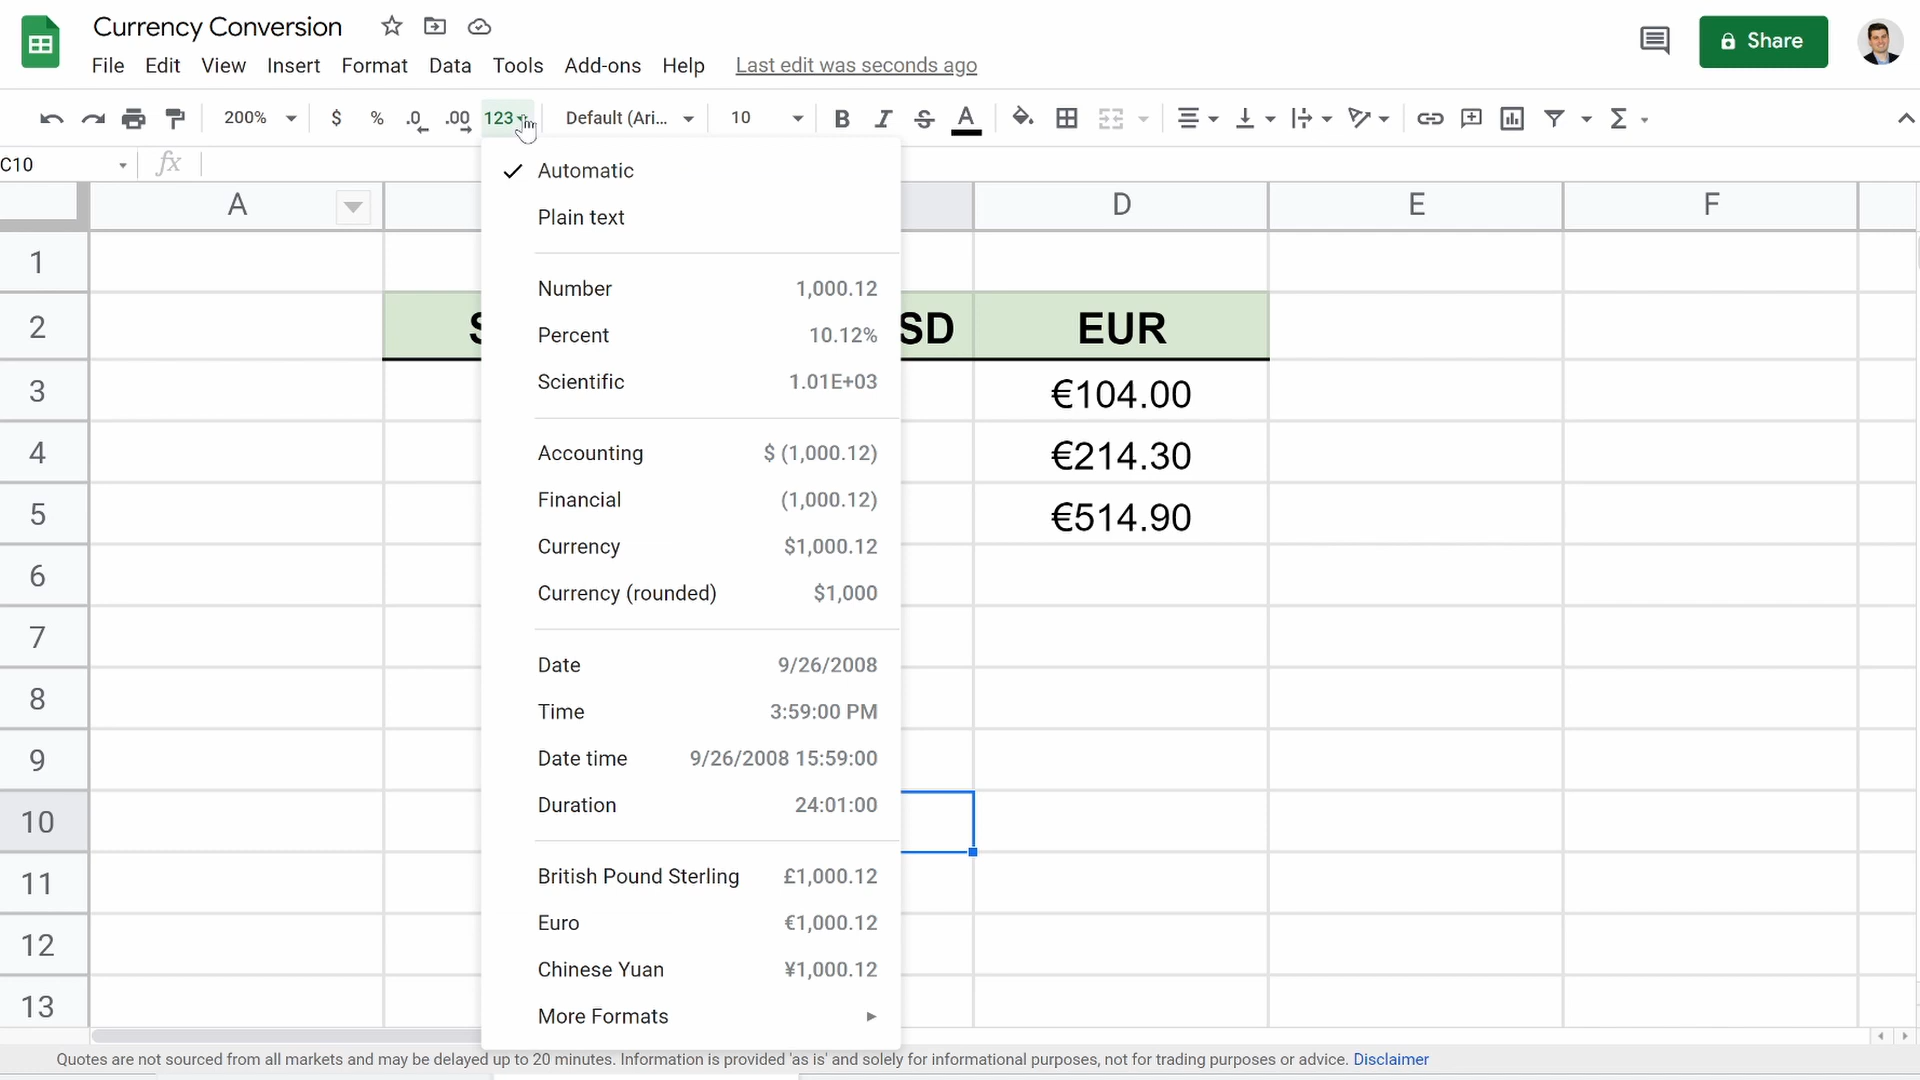 Currency Conversion
File Edit View Insert Format Data Tools Add-ons Help Last edit was seconds ago
Share
200% $ % .0 .00 123 Default (Ari... 10 B I S A
C10 fx
A D E F
Automatic
Plain text
Number 1,000.12
Percent 10.12%
Scientific 1.01E+03
Accounting $ (1,000.12)
Financial (1,000.12)
Currency $1,000.12
Currency (rounded) $1,000
Date 9/26/2008
Time 3:59:00 PM
Date time 9/26/2008 15:59:00
Duration 24:01:00
British Pound Sterling £1,000.12
Euro €1,000.12
Chinese Yuan ¥1,000.12
More Formats
1
2 SD EUR
3 €104.00
4 €214.30
5 €514.90
6
7
8
9
10
11
12
13
Quotes are not sourced from all markets and may be delayed up to 20 minutes. Information is provided 'as is' and solely for informational purposes, not for trading purposes or advice. Disclaimer